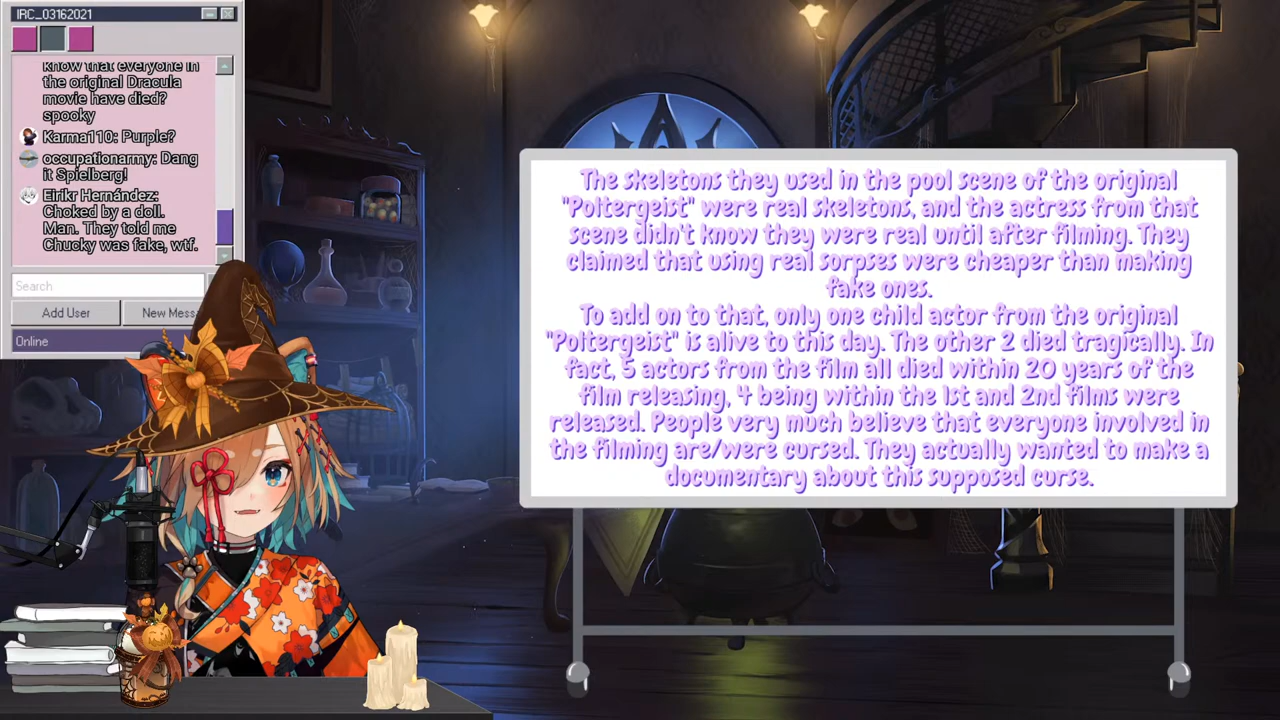 IRC_03162021
know that everyone in
the original Dracula
movie have died?
spooky
Karma110: Purple?
occupationarmy: Dang
it Spielberg!
Eirikr Hernández:
Choked by a doll.
Man. They told me
Chucky was fake, wtf.
Search
Add User
New Mess
Online
The skeletons they used in the pool scene of the original
"Poltergeist" were real skeletons, and the actress from that
scene didn't know they were real until after filming. They
claimed that using real sorpses were cheaper than making
fake ones.
To add on to that, only one child actor from the original
"Poltergeist" is alive to this day. The other 2 died tragically. In
fact, 5 actors from the film all died within 20 years of the
film releasing, 4 being within the 1st and 2nd films were
released. People very much believe that everyone involved in
the filming are/were cursed. They actually wanted to make a
documentary about this supposed curse.